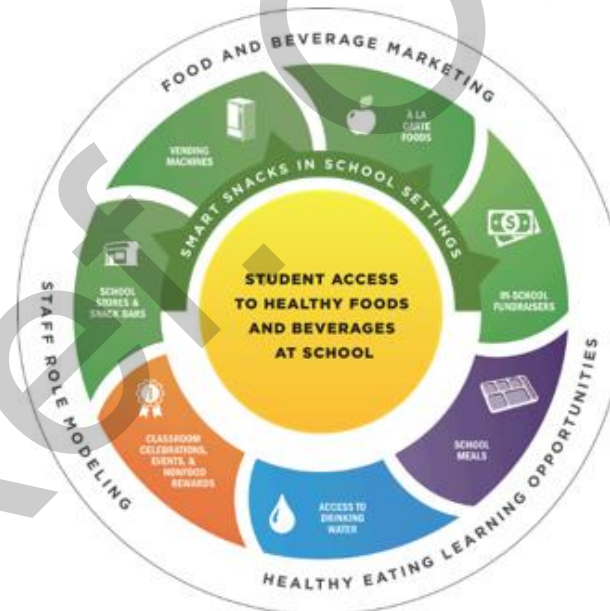 FOOD AND BEVERAGE MARKETING
VENDING
MACHINES
À LA
CARTE
FOODS
SMART SNACKS IN SCHOOL SETTINGS
IN-SCHOOL
FUNDRAISERS
SCHOOL
STORES &
SNACK BARS
STUDENT ACCESS
TO HEALTHY FOODS
AND BEVERAGES
AT SCHOOL
STAFF ROLE MODELING
CLASSROOM
CELEBRATIONS,
EVENTS, &
NONFOOD
REWARDS
ACCESS TO
DRINKING
WATER
SCHOOL
MEALS
HEALTHY EATING LEARNING OPPORTUNITIES